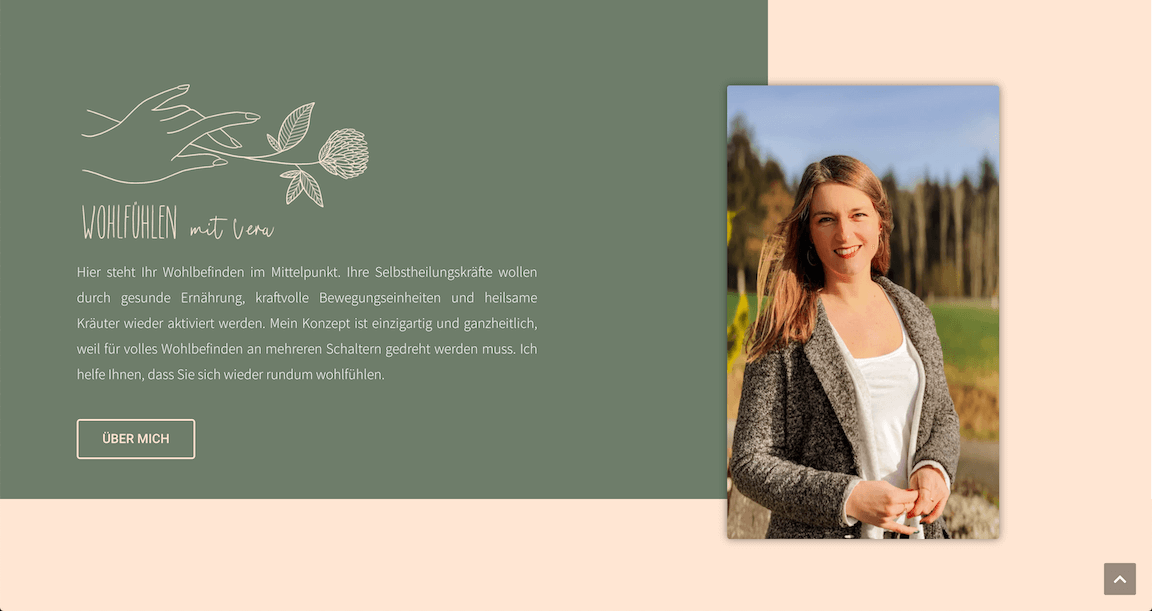 WOHLFÜHLEN mit Vera
Hier steht Ihr Wohlbefinden im Mittelpunkt. Ihre Selbstheilungskräfte wollen
durch gesunde Ernährung, kraftvolle Bewegungseinheiten und heilsame
Kräuter wieder aktiviert werden. Mein Konzept ist einzigartig und ganzheitlich,
weil für volles Wohlbefinden an mehreren Schaltern gedreht werden muss. Ich
helfe Ihnen, dass Sie sich wieder rundum wohlfühlen.
ÜBER MICH